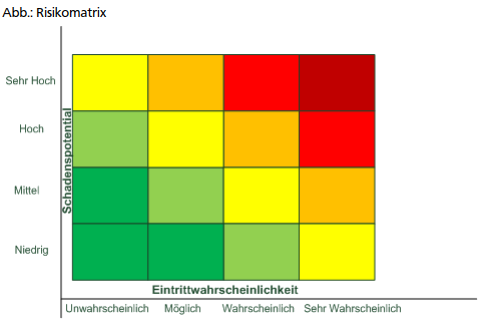 Abb.: Risikomatrix
Sehr Hoch
Hoch
Mittel
Niedrig
Schadenspotential
Eintrittwahrscheinlichkeit
Unwahrscheinlich Möglich Wahrscheinlich Sehr Wahrscheinlich